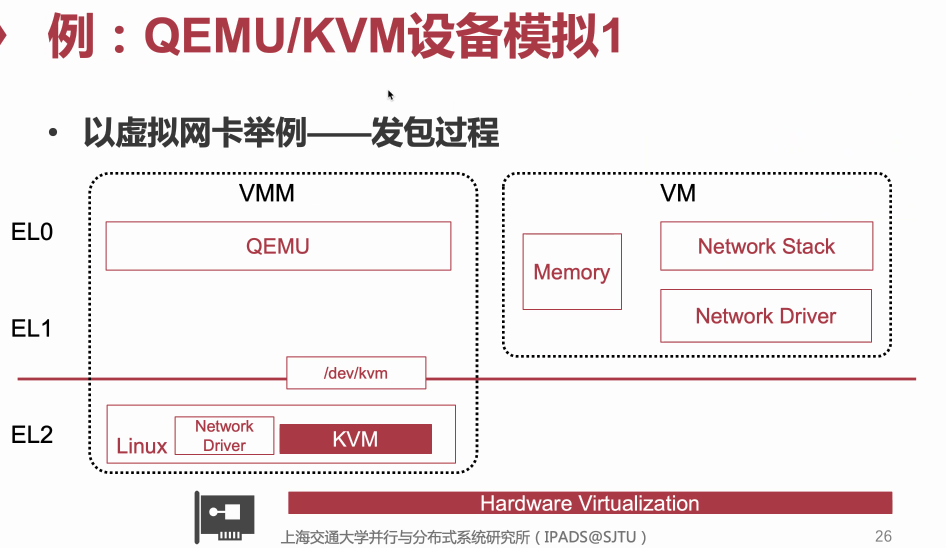 例：QEMU/KVM设备模拟1
• 以虚拟网卡举例——发包过程
VMM
VM
EL0
QEMU
Memory
Network Stack
EL1
Network Driver
/dev/kvm
EL2
Linux
Network
Driver
KVM
Hardware Virtualization
上海交通大学并行与分布式系统研究所（IPADS@SJTU）
26